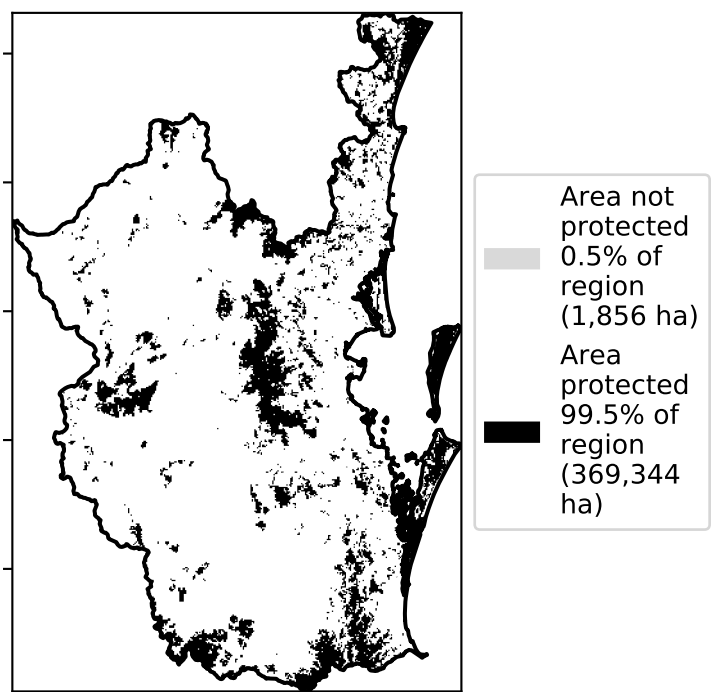 Area not
protected
0.5% of
region
(1,856 ha)
Area
protected
99.5% of
region
(369,344
ha)